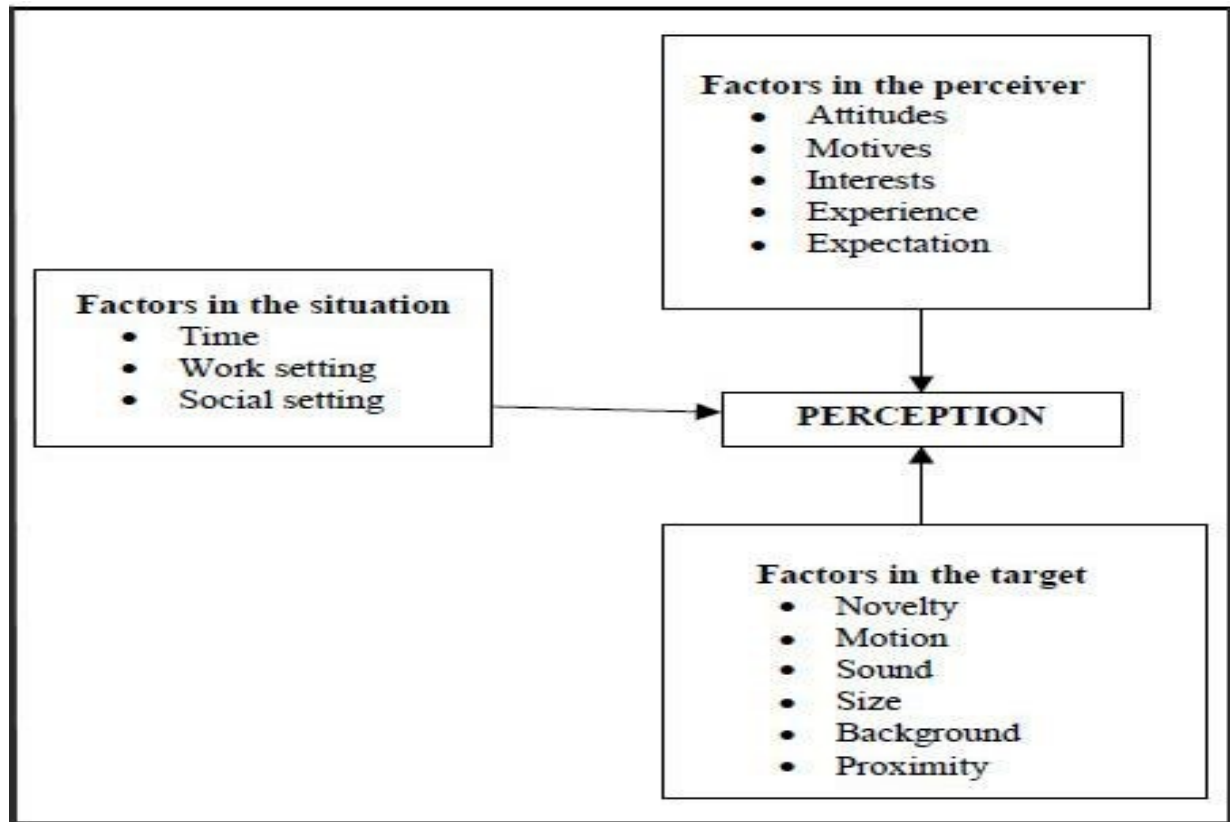 Factors in the perceiver
• Attitudes
• Motives
• Interests
• Experience
• Expectation
Factors in the situation
• Time
• Work setting
• Social setting
PERCEPTION
Factors in the target
• Novelty
• Motion
• Sound
• Size
• Background
• Proximity